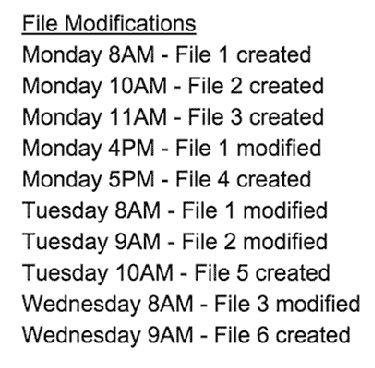 File Modifications
Monday 8AM - File 1 created
Monday 10AM - File 2 created
Monday 11AM - File 3 created
Monday 4PM - File 1 modified
Monday 5PM - File 4 created
Tuesday 8AM - File 1 modified
Tuesday 9AM - File 2 modified
Tuesday 10AM - File 5 created
Wednesday 8AM - File 3 modified
Wednesday 9AM - File 6 created